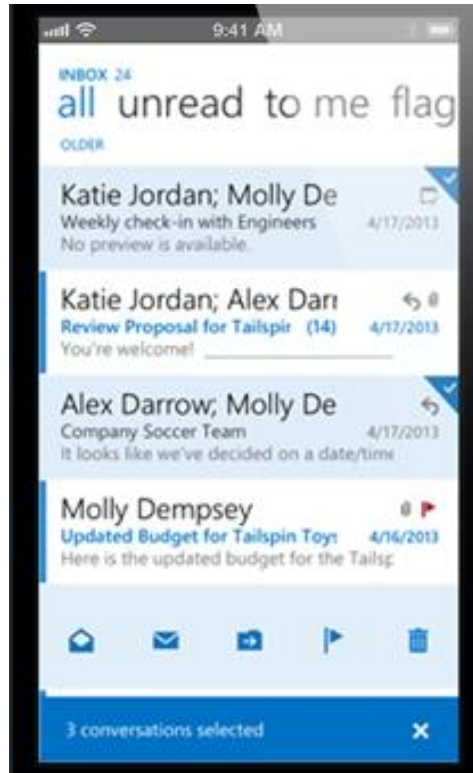 9:41 AM
INBOX 24
all unread to me flag
OLDER
Katie Jordan; Molly De
Weekly check-in with Engineers 4/17/2013
No preview is available.
Katie Jordan; Alex Darr
Review Proposal for Tailspin (14) 4/17/2013
You're welcome!
Alex Darrow; Molly De
Company Soccer Team 4/17/2013
It looks like we've decided on a date/time
Molly Dempsey
Updated Budget for Tailspin Toys 4/16/2013
Here is the updated budget for the Tailsp
3 conversations selected